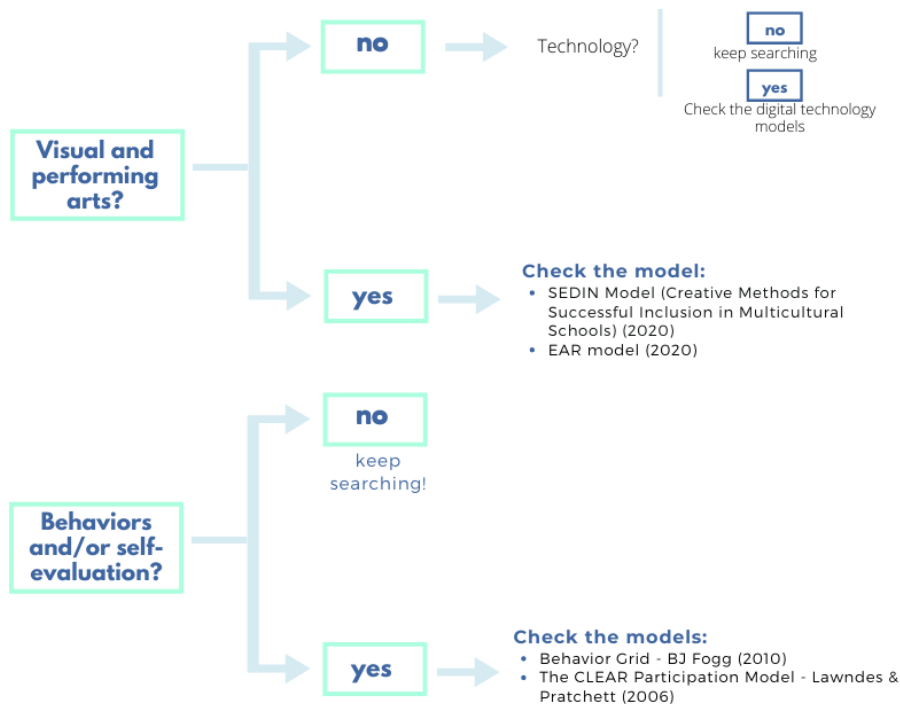 no
Technology?
no
keep searching
yes
Check the digital technology
models
Visual and
performing
arts?
yes
Check the model:
• SEDIN Model (Creative Methods for
Successful Inclusion in Multicultural
Schools) (2020)
• EAR model (2020)
no
keep
searching!
Behaviors
and/or self-
evaluation?
yes
Check the models:
• Behavior Grid - BJ Fogg (2010)
• The CLEAR Participation Model - Lawndes &
Pratchett (2006)